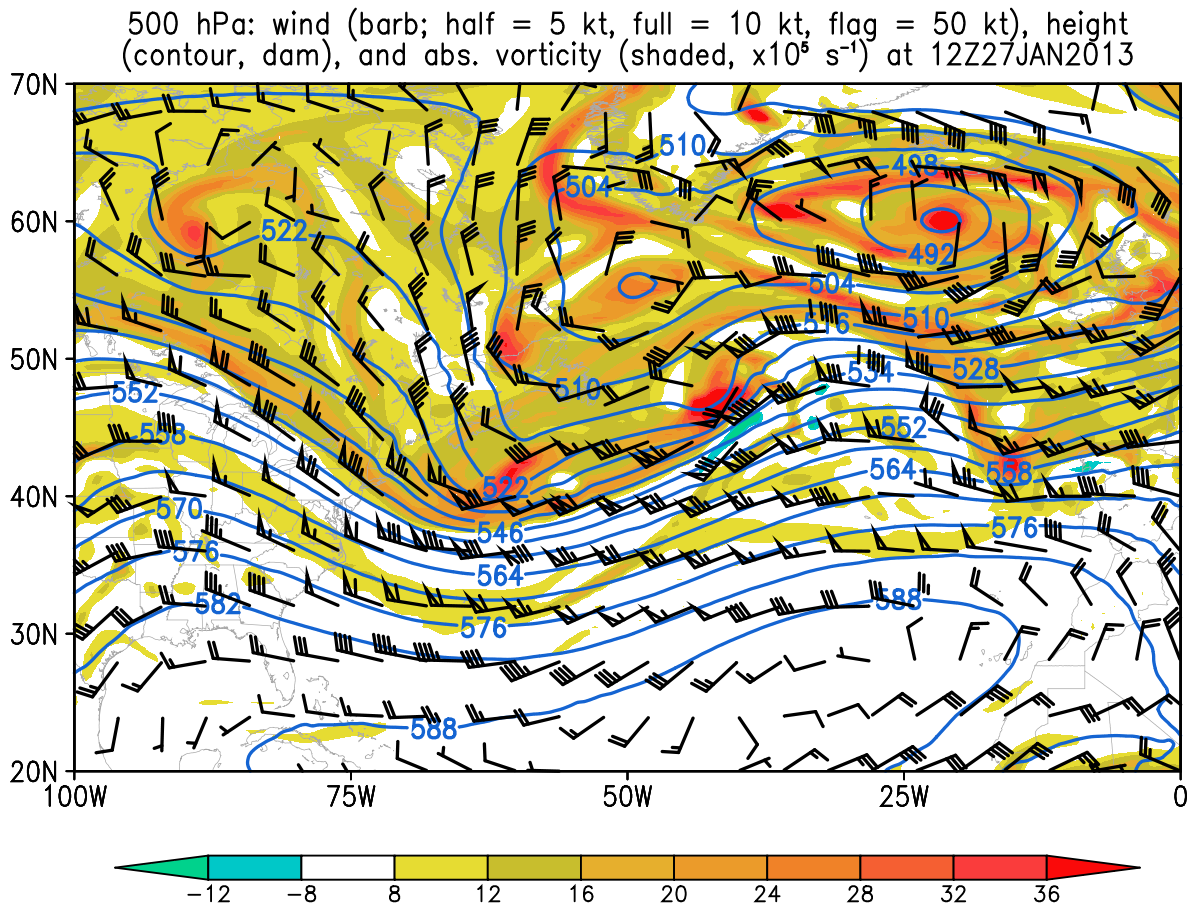 500 hPa: wind (barb; half = 5 kt, full = 10 kt, flag = 50 kt), height
(contour, dam), and abs. vorticity (shaded, x10⁵ s⁻¹) at 12Z27JAN2013
70N
510
498
504
60N
522
492
504
516
510
50N
534
528
552
510
558
552
564
558
522
40N
570
546
576
576
564
582
588
30N
576
588
20N
100W 75W 50W 25W 0
−12 −8 8 12 16 20 24 28 32 36